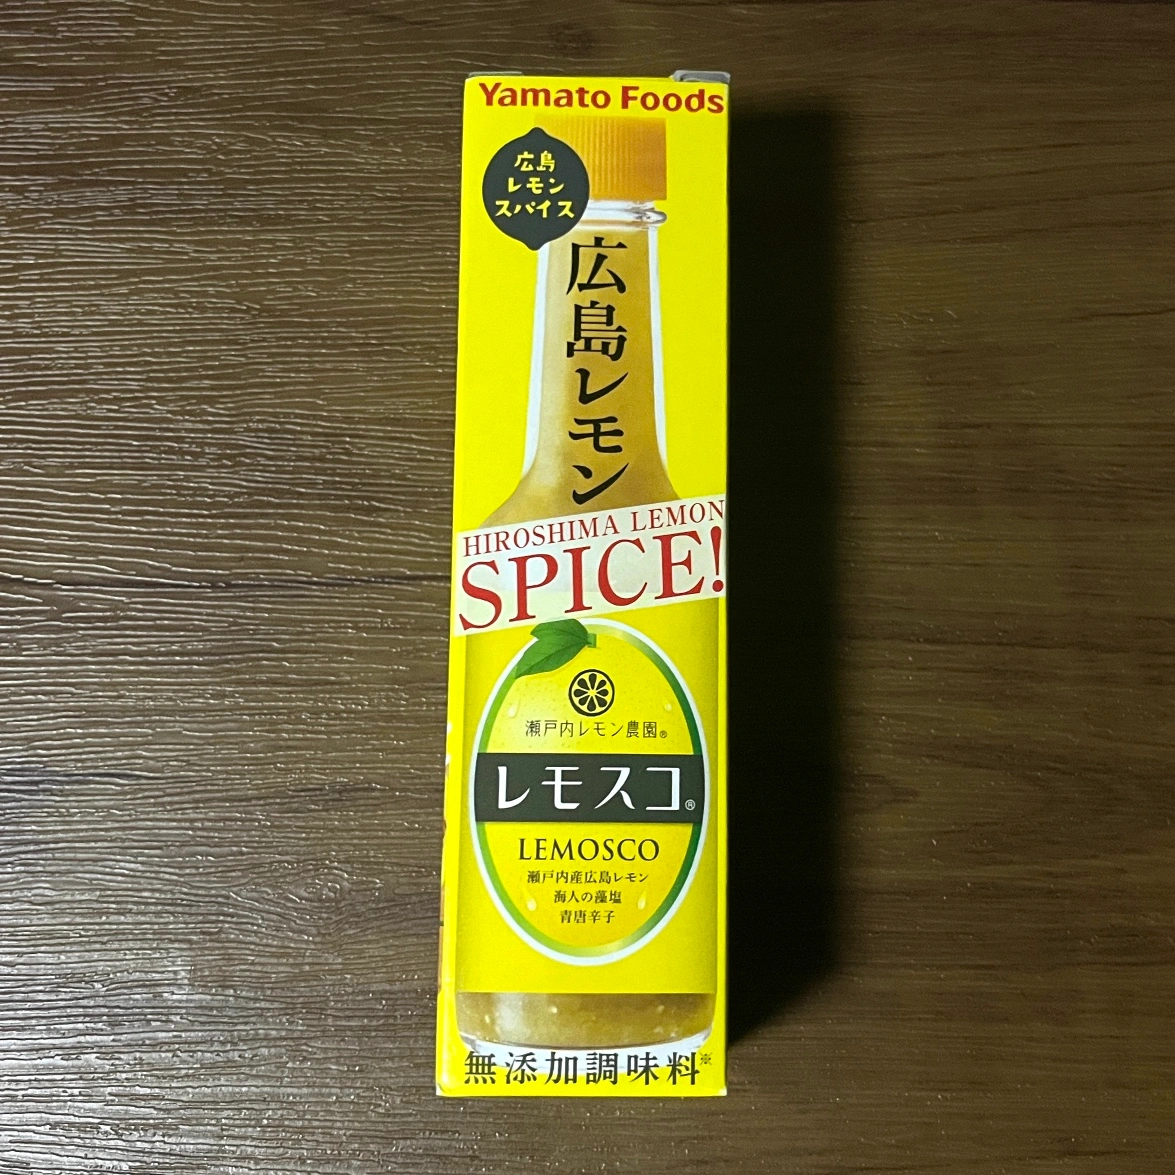 Yamato Foods
広島
レモン
スパイス
広島レモン
HIROSHIMA LEMON
SPICE!
瀬戸内レモン農園®
レモスコ®
LEMOSCO
瀬戸内産広島レモン
海人の藻塩
青唐辛子
無添加調味料※